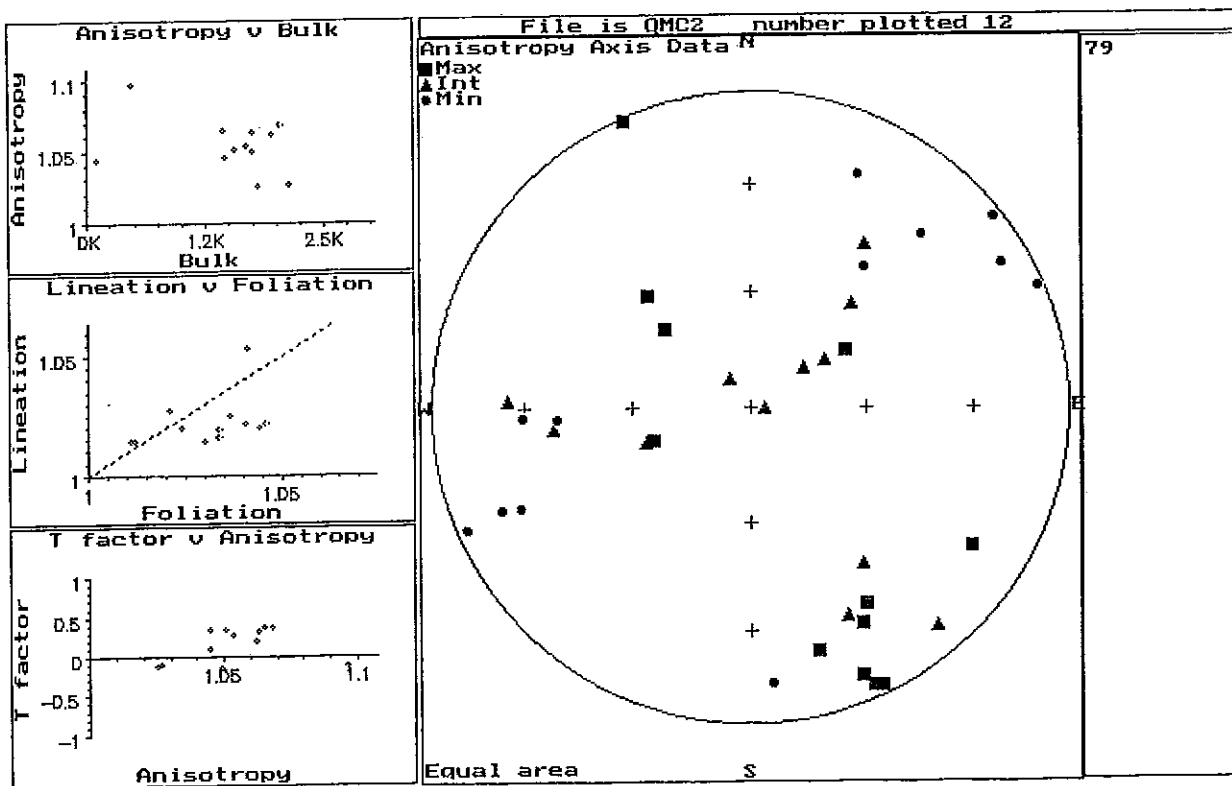 Anisotropy v Bulk
Anisotropy
1.1
1.05
1
0K 1.2K 2.5K
Bulk
Lineation v Foliation
Lineation
1.05
1
1 1.05
Foliation
T factor v Anisotropy
T factor
1
0.5
0
-0.5
-1
1.05 1.1
Anisotropy
File is QMC2 number plotted 12
Anisotropy Axis Data
Max
Int
Min
N
W
E
S
Equal area
79